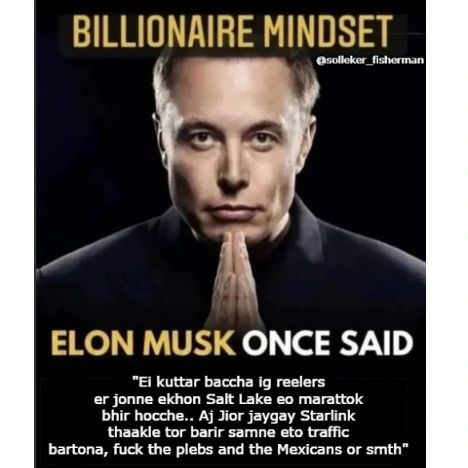 BILLIONAIRE MINDSET
@solleker_fisherman
ELON MUSK ONCE SAID
"Ei kuttar baccha ig reelers
er jonne ekhon Salt Lake eo marattok
bhir hocche.. Aj Jior jaygay Starlink
thaakle tor barir samne eto traffic
bartona, fuck the plebs and the Mexicans or smth"